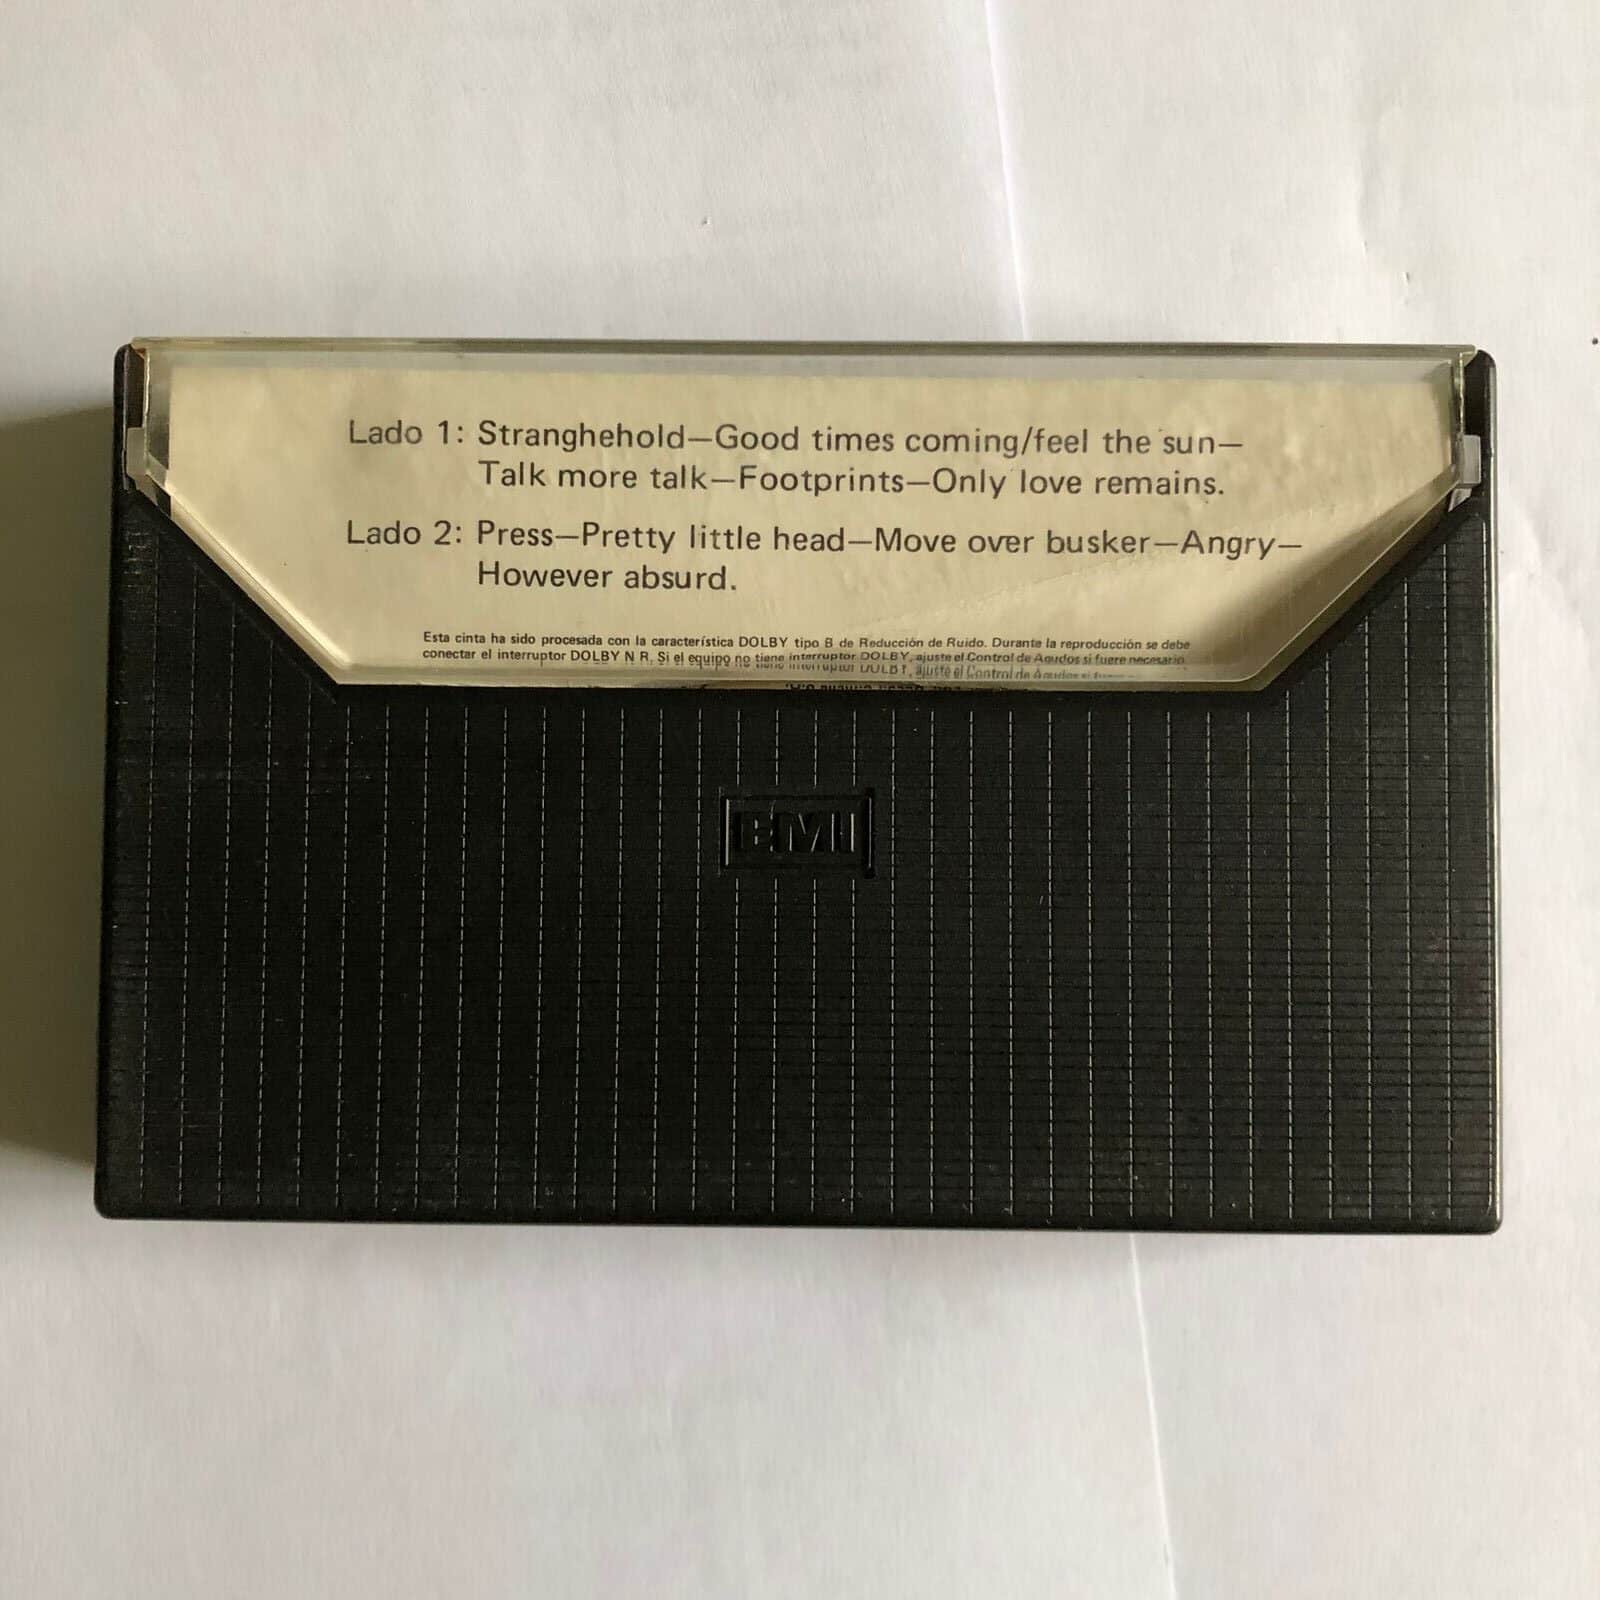 Lado 1: Stranghehold—Good times coming/feel the sun—
Talk more talk—Footprints—Only love remains.
Lado 2: Press—Pretty little head—Move over busker—Angry—
However absurd.
Esta cinta ha sido procesada con la característica DOLBY tipo B de Reducción de Ruido. Durante la reproducción se debe
conectar el interruptor DOLBY N R. Si el equipo no tiene interruptor DOLBY, ajuste el Control de Agudos si fuere necesario
EMI